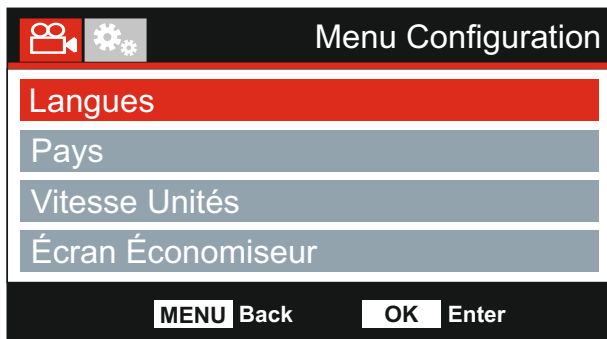 Menu Configuration
Langues
Pays
Vitesse Unités
Écran Économiseur
MENU Back OK Enter